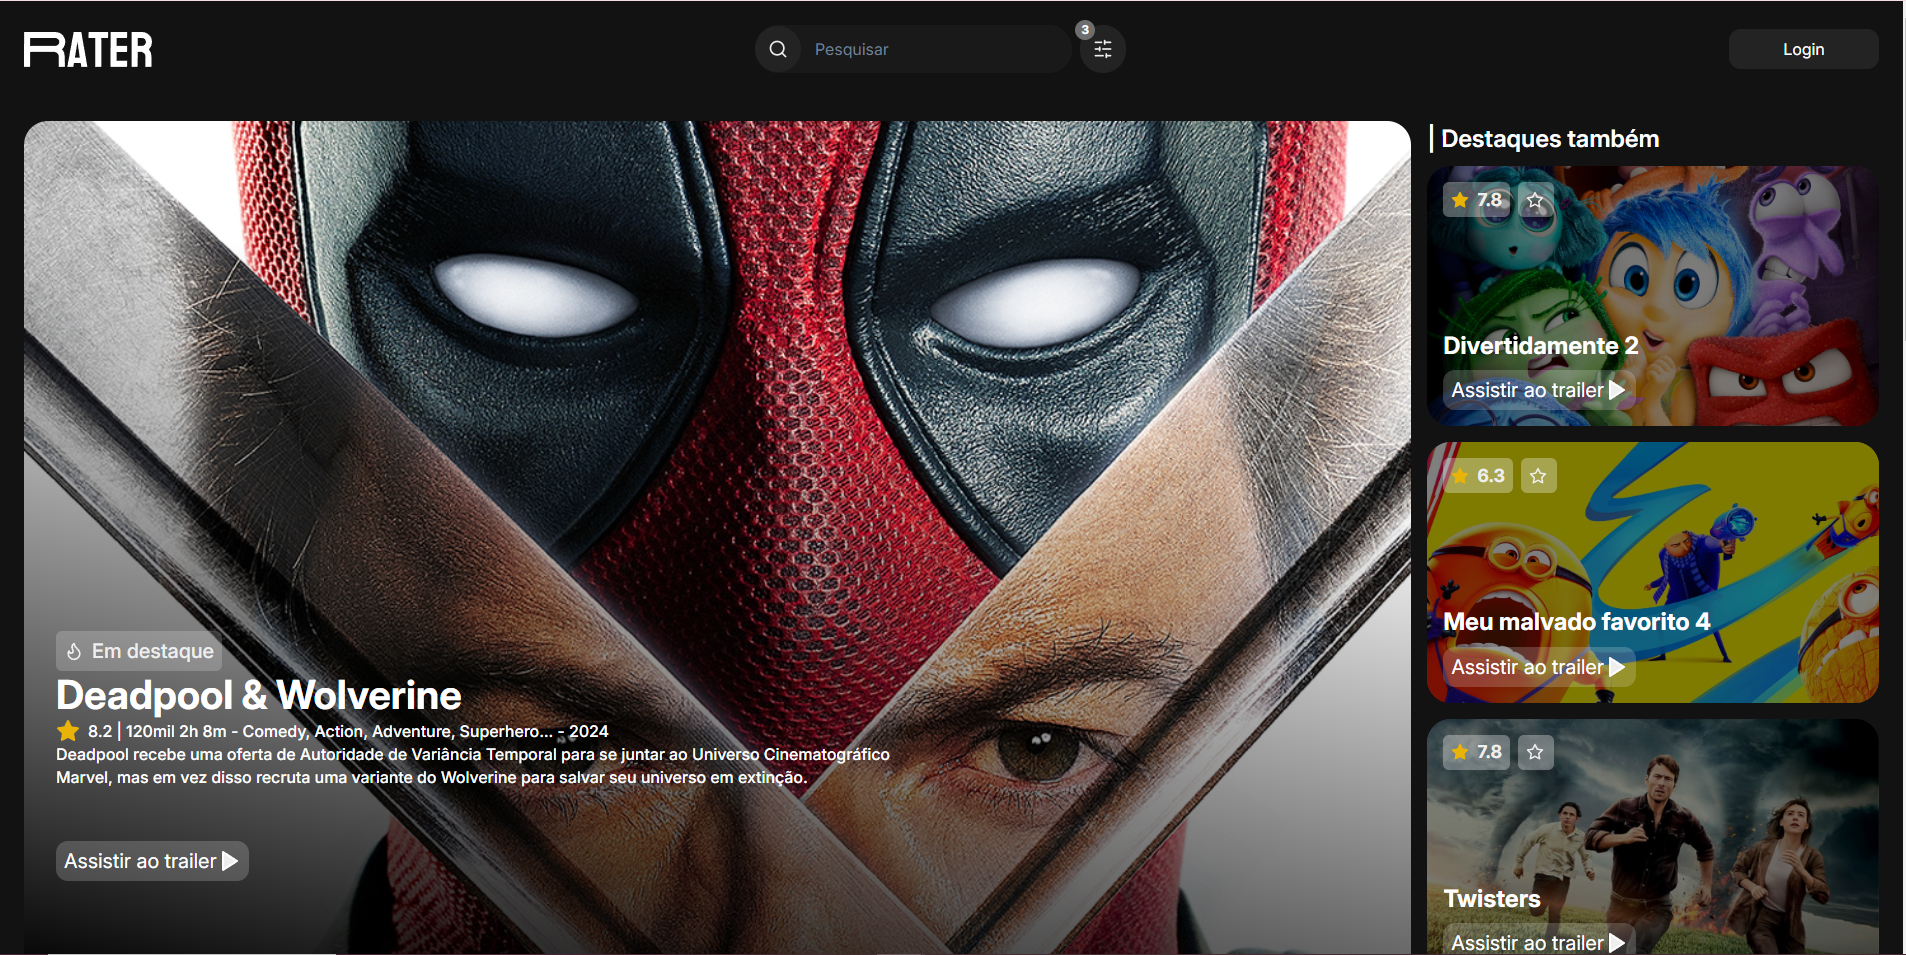 RATER
Pesquisar
3
Login
Em destaque
Deadpool & Wolverine
8.2 | 120mil 2h 8m - Comedy, Action, Adventure, Superhero... - 2024
Deadpool recebe uma oferta de Autoridade de Variância Temporal para se juntar ao Universo Cinematográfico
Marvel, mas em vez disso recruta uma variante do Wolverine para salvar seu universo em extinção.
Assistir ao trailer
Destaques também
7.8
Divertidamente 2
Assistir ao trailer
6.3
Meu malvado favorito 4
Assistir ao trailer
7.8
Twisters
Assistir ao trailer